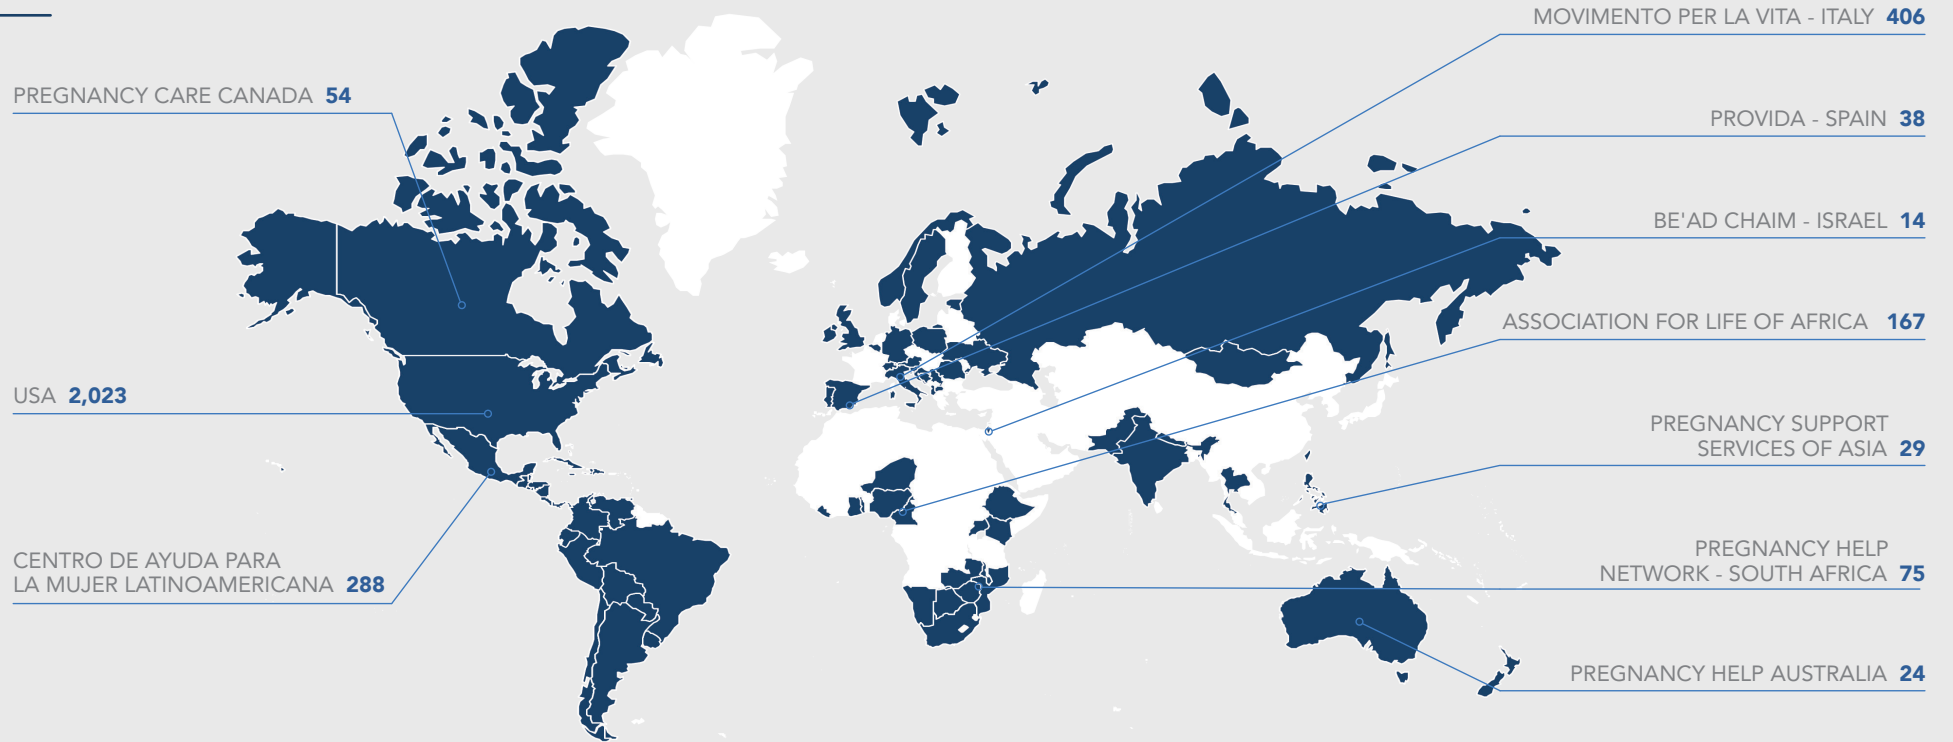 PREGNANCY CARE CANADA 54
USA 2,023
CENTRO DE AYUDA PARA
LA MUJER LATINOAMERICANA 288
MOVIMENTO PER LA VITA - ITALY 406
PROVIDA - SPAIN 38
BE'AD CHAIM - ISRAEL 14
ASSOCIATION FOR LIFE OF AFRICA 167
PREGNANCY SUPPORT
SERVICES OF ASIA 29
PREGNANCY HELP
NETWORK - SOUTH AFRICA 75
PREGNANCY HELP AUSTRALIA 24